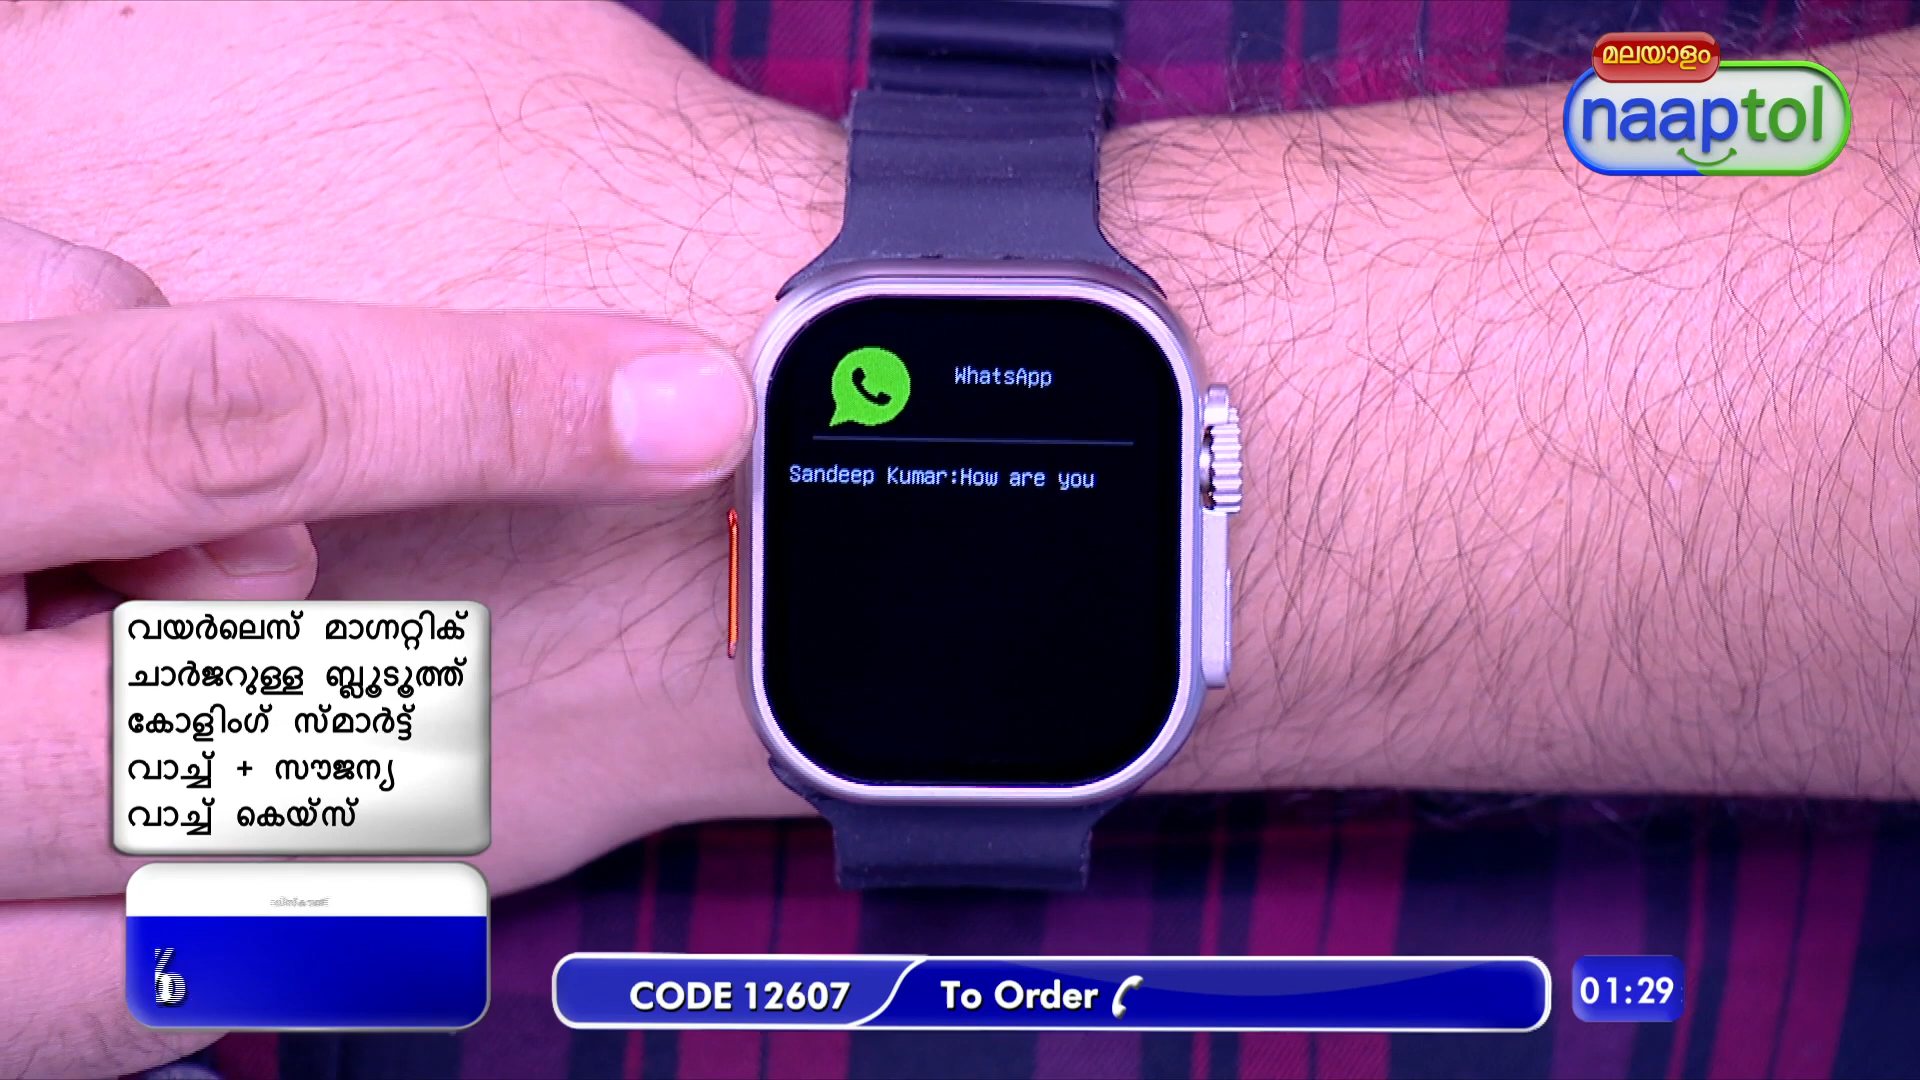 മലയാളം
naaptol
WhatsApp
Sandeep Kumar:How are you
വയർലെസ് മാഗ്നറ്റിക്
ചാർജറുള്ള ബ്ലൂടൂത്ത്
കോളിംഗ് സ്മാർട്ട്
വാച്ച് + സൗജന്യ
വാച്ച് കെയ്സ്
CODE 12607 To Order
01:29